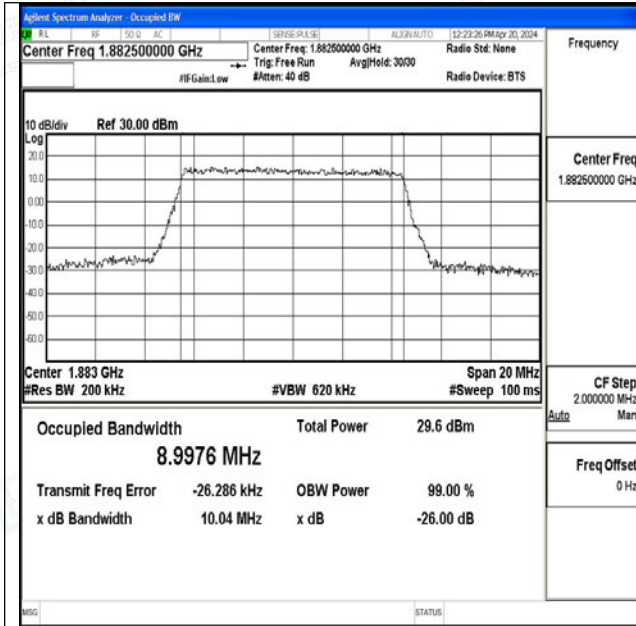 Agilent Spectrum Analyzer - Occupied BW
RL RF 50 Ω AC SENSE:PULSE ALIGN AUTO 12:23:26 PM Apr 20, 2024
Center Freq 1.882500000 GHz
Center Freq: 1.882500000 GHz
Radio Std: None
Trig: Free Run Avg|Hold: 30/30
#IFGain:Low #Atten: 40 dB Radio Device: BTS
10 dB/div Ref 30.00 dBm
Log
20.0
10.0
0.00
-10.0
-20.0
-30.0
-40.0
-50.0
-60.0
Center 1.883 GHz Span 20 MHz
#Res BW 200 kHz #VBW 620 kHz #Sweep 100 ms
Occupied Bandwidth Total Power 29.6 dBm
8.9976 MHz
Transmit Freq Error -26.286 kHz OBW Power 99.00 %
x dB Bandwidth 10.04 MHz x dB -26.00 dB
MSG STATUS
Frequency
Center Freq
1.882500000 GHz
CF Step
2.000000 MHz
Auto Man
Freq Offset
0 Hz